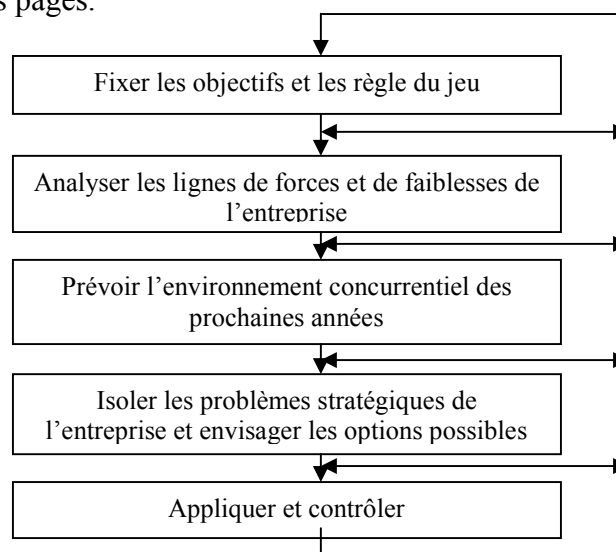 s pages.
Fixer les objectifs et les règle du jeu
Analyser les lignes de forces et de faiblesses de
l’entreprise
Prévoir l’environnement concurrentiel des
prochaines années
Isoler les problèmes stratégiques de
l’entreprise et envisager les options possibles
Appliquer et contrôler